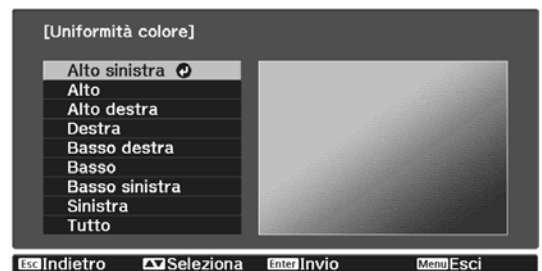 [Uniformità colore]
Alto sinistra
Alto
Alto destra
Destra
Basso destra
Basso
Basso sinistra
Sinistra
Tutto
Esc Indietro Seleziona Enter Invio Menu Esci